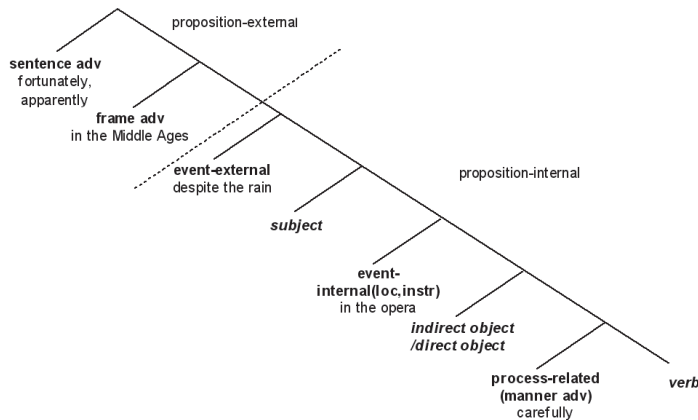 proposition-external
sentence adv
fortunately,
apparently
frame adv
in the Middle Ages
event-external
despite the rain
proposition-internal
subject
event-
internal(loc,instr)
in the opera
indirect object
/direct object
process-related
(manner adv)
carefully
verb